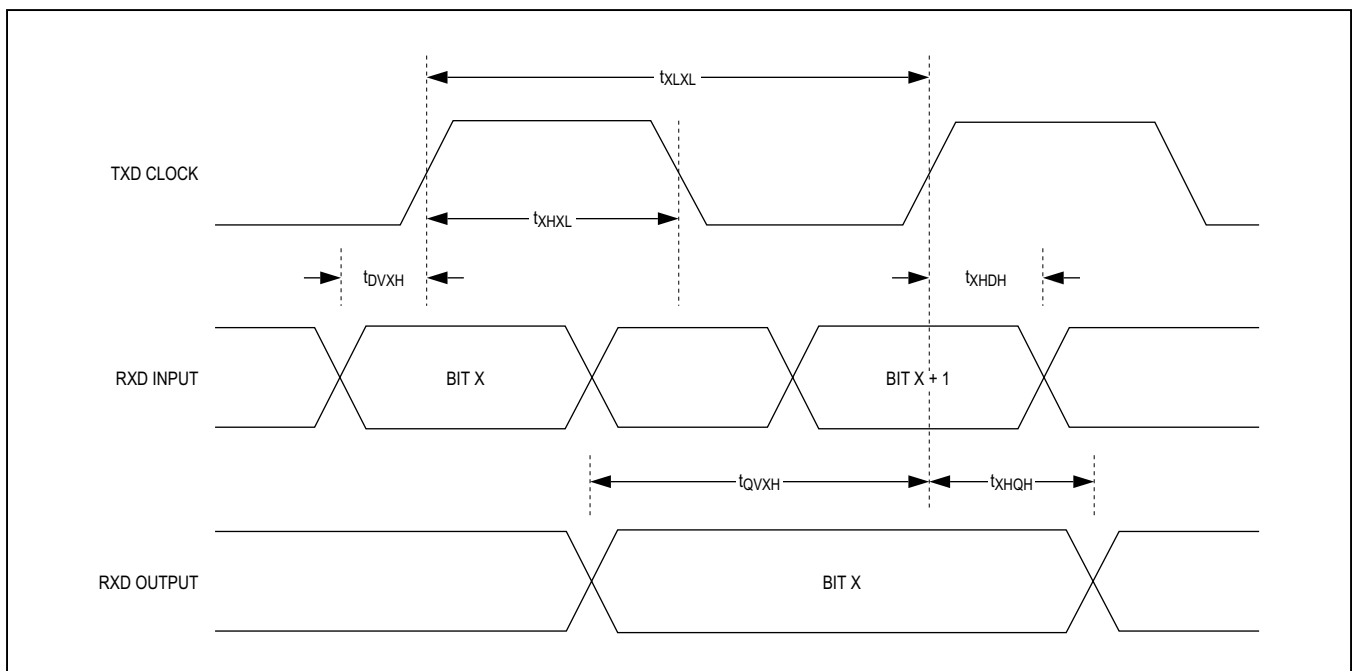 tXLXL
TXD CLOCK
tXHXL
tDVXH
tXHDH
RXD INPUT
BIT X
BIT X + 1
tQVXH
tXHQH
RXD OUTPUT
BIT X